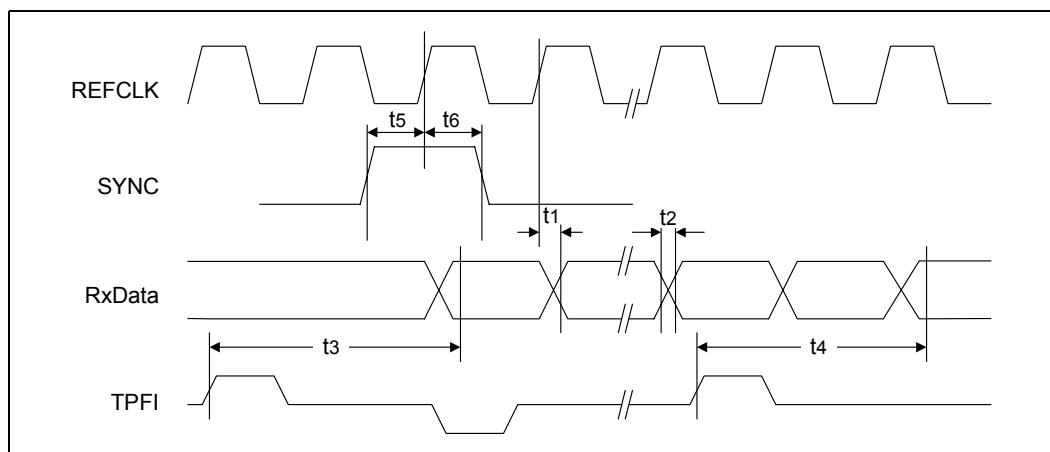 REFCLK
t5 t6
SYNC
t1 t2
RxData
t3 t4
TPFI